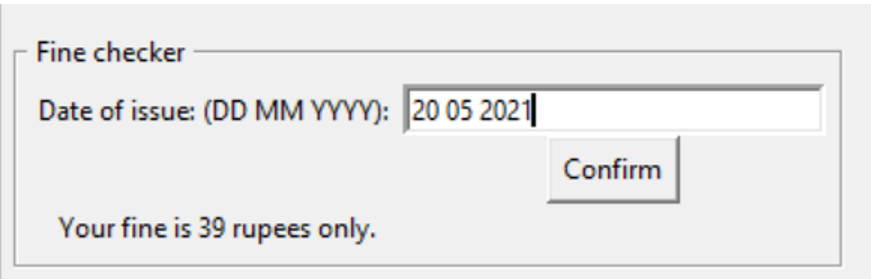 Fine checker
Date of issue: (DD MM YYYY): 20 05 2021
Confirm
Your fine is 39 rupees only.